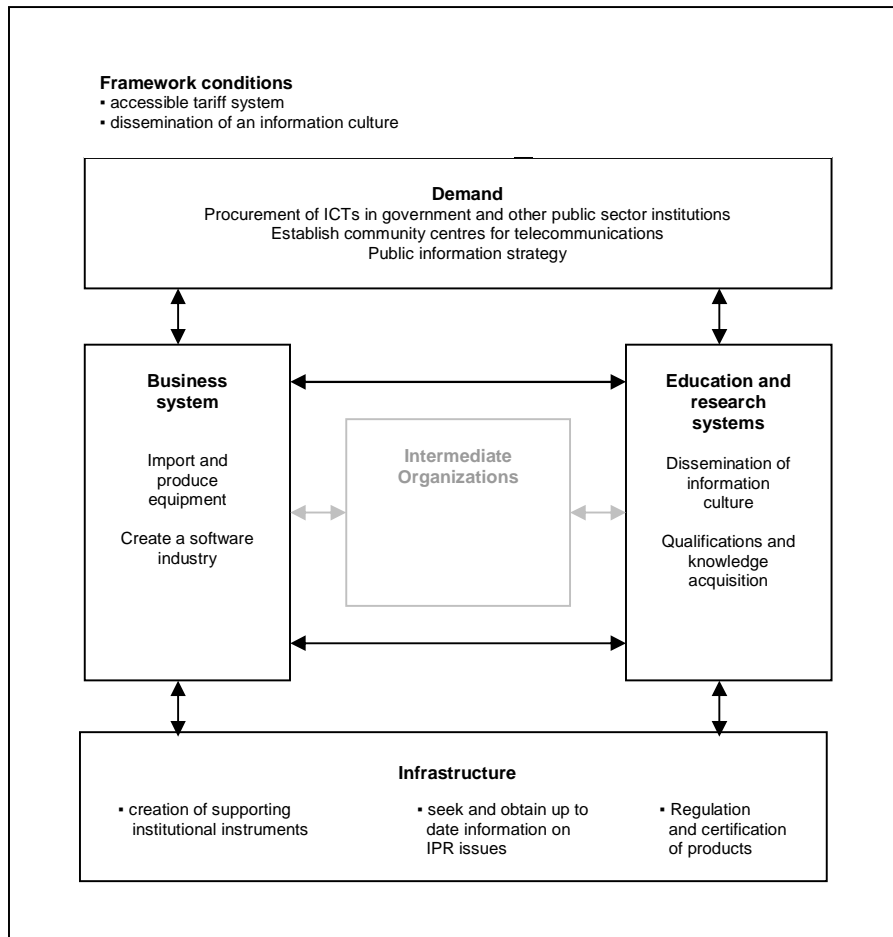 Framework conditions
▪ accessible tariff system
▪ dissemination of an information culture
Demand
Procurement of ICTs in government and other public sector institutions
Establish community centres for telecommunications
Public information strategy
Business
system
Import and
produce
equipment
Create a software
industry
Intermediate
Organizations
Education and
research
systems
Dissemination of
information
culture
Qualifications and
knowledge
acquisition
Infrastructure
▪ creation of supporting
institutional instruments
▪ seek and obtain up to
date information on
IPR issues
▪ Regulation
and certification
of products